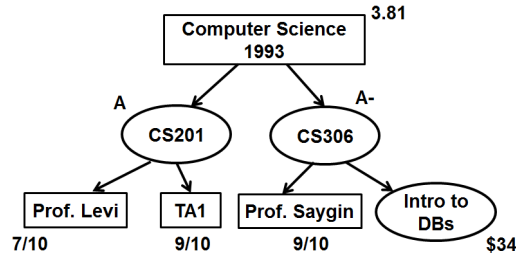 3.81
Computer Science
1993
A
A-
CS201
CS306
Prof. Levi
TA1
Prof. Saygin
Intro to
DBs
7/10
9/10
9/10
$34